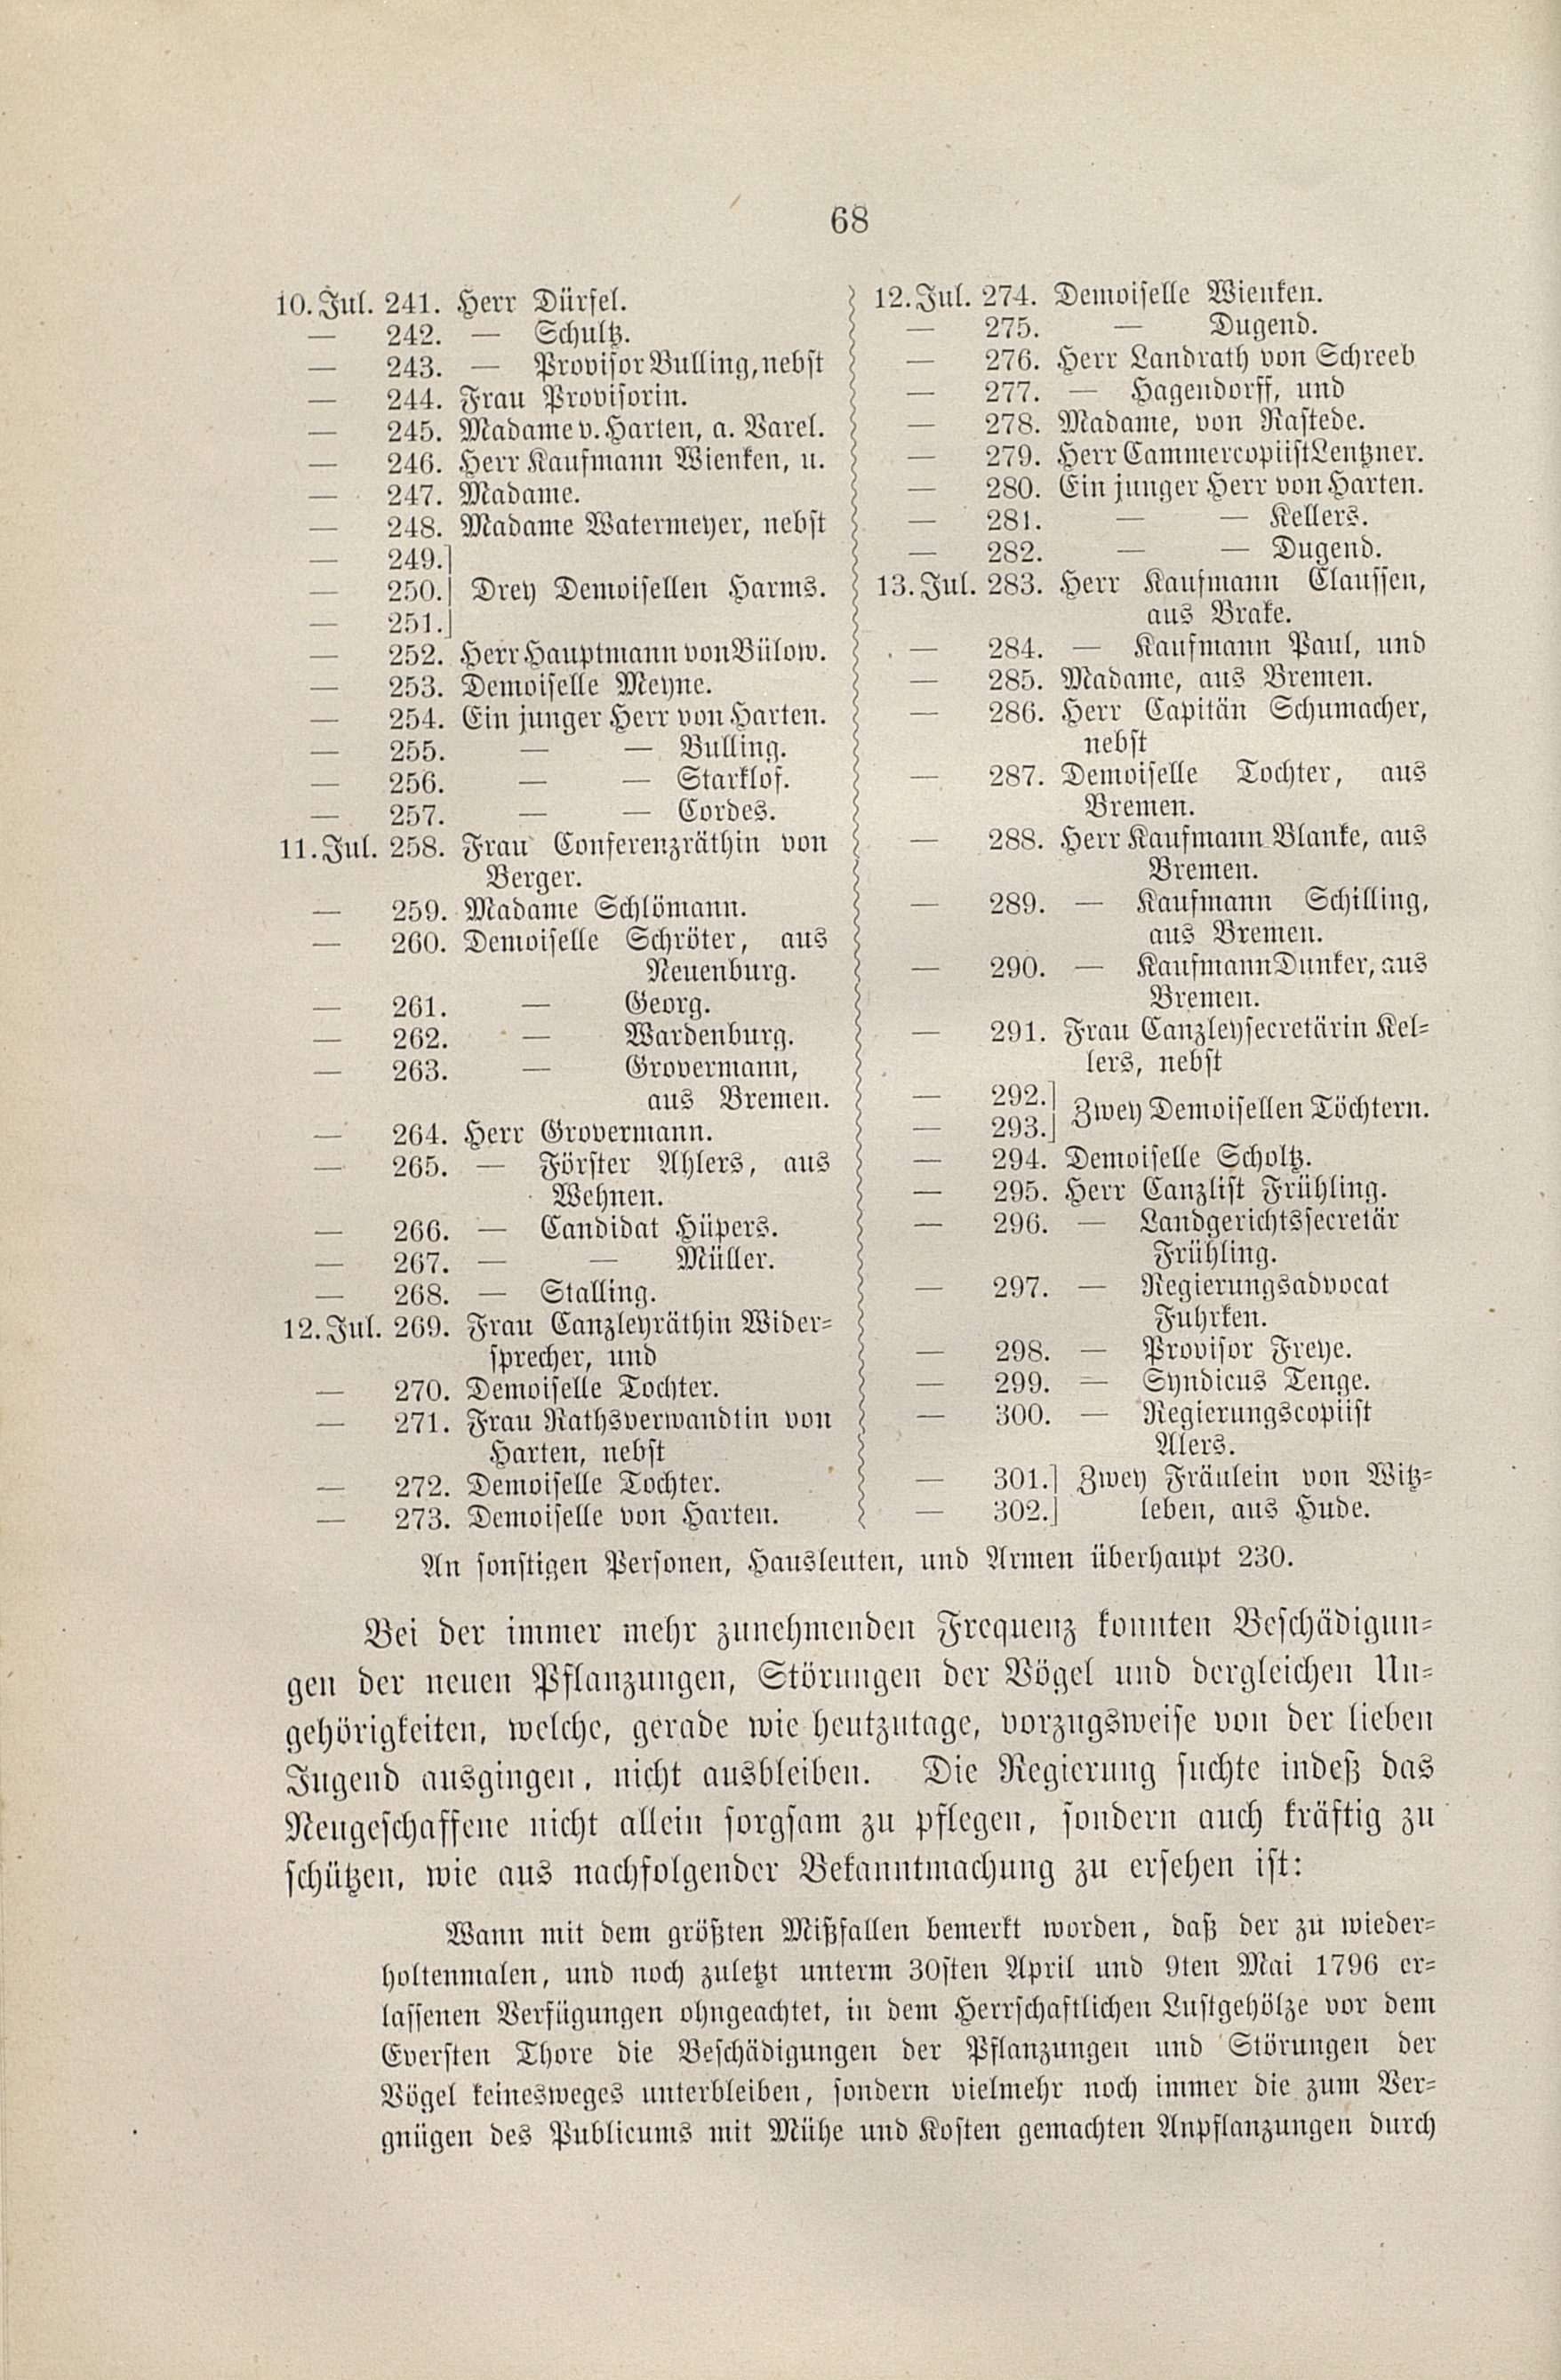 68
10. Jul. 241. Herr Dürsel.
— 242. — Schultz.
— 243. — Provisor Bulling, nebst
— 244. Frau Provisorin.
— 245. Madame v. Harten, a. Varel.
— 246. Herr Kaufmann Wienken, u.
— 247. Madame.
— 248. Madame Watermeyer, nebst
— 249.]
— 250.] Drey Demoisellen Harms.
— 251.]
— 252. Herr Hauptmann von Bülow.
— 253. Demoiselle Meyne.
— 254. Ein junger Herr von Harten.
— 255. — — Bulling.
— 256. — — Starklof.
— 257. — — Cordes.
11. Jul. 258. Frau Conferenzräthin von
Berger.
— 259. Madame Schlömann.
— 260. Demoiselle Schröter, aus
Neuenburg.
— 261. — Georg.
— 262. — Wardenburg.
— 263. — Grovermann,
aus Bremen.
— 264. Herr Grovermann.
— 265. — Förster Ahlers, aus
Wehnen.
— 266. — Candidat Hüpers.
— 267. — — Müller.
— 268. — Stalling.
12. Jul. 269. Frau Canzleyräthin Wider-
sprecher, und
— 270. Demoiselle Tochter.
— 271. Frau Rathsverwandtin von
Harten, nebst
— 272. Demoiselle Tochter.
— 273. Demoiselle von Harten.
12. Jul. 274. Demoiselle Wienken.
— 275. — Dugend.
— 276. Herr Landrath von Schreeb
— 277. — Hagendorff, und
— 278. Madame, von Rastede.
— 279. Herr Cammercopiist Lentzner.
— 280. Ein junger Herr von Harten.
— 281. — — Kellers.
— 282. — — Dugend.
13. Jul. 283. Herr Kaufmann Claussen,
aus Brake.
— 284. — Kaufmann Paul, und
— 285. Madame, aus Bremen.
— 286. Herr Capitän Schumacher,
nebst
— 287. Demoiselle Tochter, aus
Bremen.
— 288. Herr Kaufmann Blanke, aus
Bremen.
— 289. — Kaufmann Schilling,
aus Bremen.
— 290. — Kaufmann Dunker, aus
Bremen.
— 291. Frau Canzleysecretärin Kel-
lers, nebst
— 292.] Zwey Demoisellen Töchtern.
— 293.]
— 294. Demoiselle Scholtz.
— 295. Herr Canzlist Frühling.
— 296. — Landgerichtssecretär
Frühling.
— 297. — Regierungsadvocat
Fuhrken.
— 298. — Provisor Freye.
— 299. — Syndicus Tenge.
— 300. — Regierungscopiist
Alers.
— 301.] Zwey Fräulein von Witz-
— 302.] leben, aus Hude.
An sonstigen Personen, Hausleuten, und Armen überhaupt 230.
Bei der immer mehr zunehmenden Frequenz konnten Beschädigun-
gen der neuen Pflanzungen, Störungen der Vögel und dergleichen Un-
gehörigkeiten, welche, gerade wie heutzutage, vorzugsweise von der lieben
Jugend ausgingen, nicht ausbleiben. Die Regierung suchte indeß das
Neugeschaffene nicht allein sorgsam zu pflegen, sondern auch kräftig zu
schützen, wie aus nachfolgender Bekanntmachung zu ersehen ist:
Wann mit dem größten Mißfallen bemerkt worden, daß der zu wieder-
holtenmalen, und noch zuletzt unterm 30sten April und 9ten Mai 1796 er-
lassenen Verfügungen ohngeachtet, in dem Herrschaftlichen Lustgehölze vor dem
Eversten Thore die Beschädigungen der Pflanzungen und Störungen der
Vögel keinesweges unterbleiben, sondern vielmehr noch immer die zum Ver-
gnügen des Publicums mit Mühe und Kosten gemachten Anpflanzungen durch